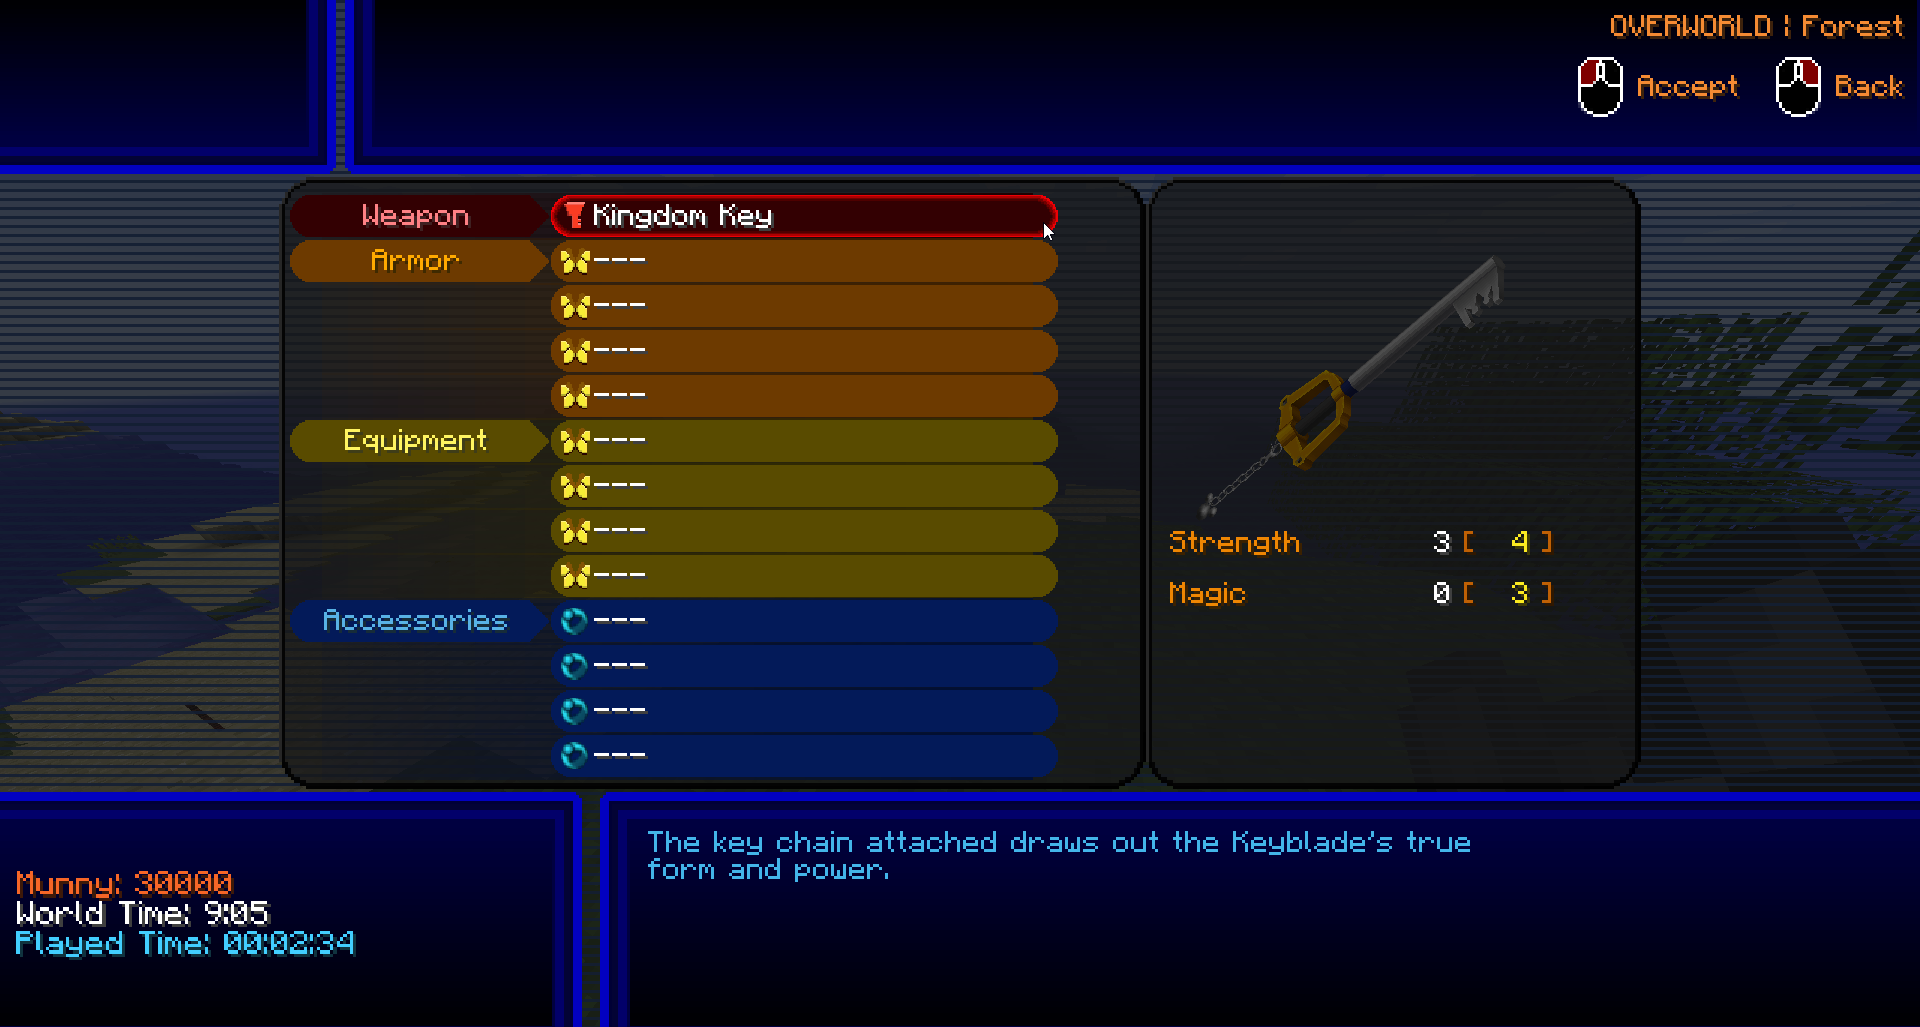 OVERWORLD | Forest
Accept Back
Weapon Kingdom Key
Armor ---
---
---
---
Equipment ---
---
---
---
Accessories ---
---
---
---
Strength 3 [ 4 ]
Magic 0 [ 3 ]
The key chain attached draws out the Keyblade's true
form and power.
Munny: 30000
World Time: 9:05
Played Time: 00:02:34